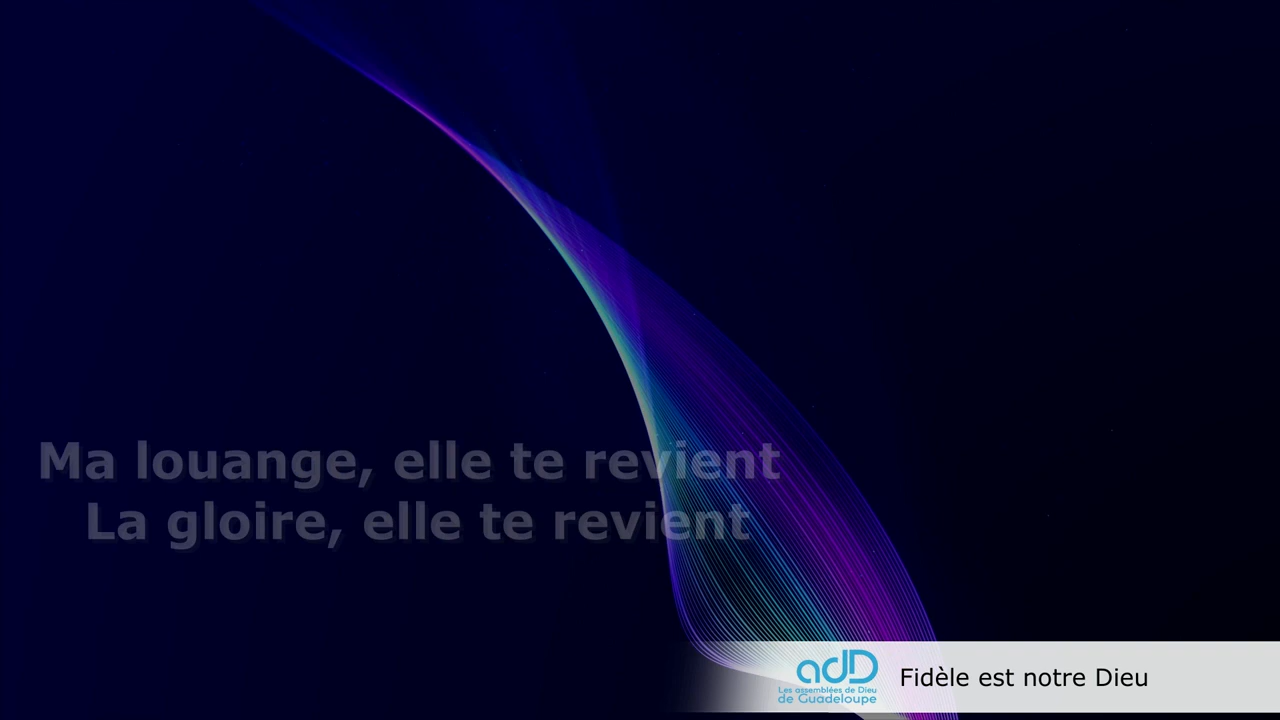 Ma louange, elle te revient
La gloire, elle te revient
adD
Les assemblées de Dieu
de Guadeloupe
Fidèle est notre Dieu